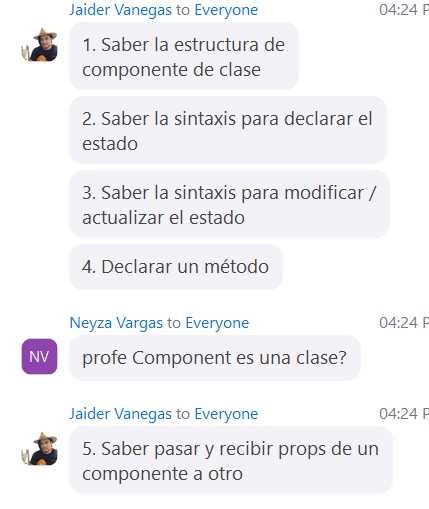 Jaider Vanegas to Everyone 04:24 P
1. Saber la estructura de
componente de clase
2. Saber la sintaxis para declarar el
estado
3. Saber la sintaxis para modificar /
actualizar el estado
4. Declarar un método
Neyza Vargas to Everyone 04:24 P
NV
profe Component es una clase?
Jaider Vanegas to Everyone 04:24 P
5. Saber pasar y recibir props de un
componente a otro